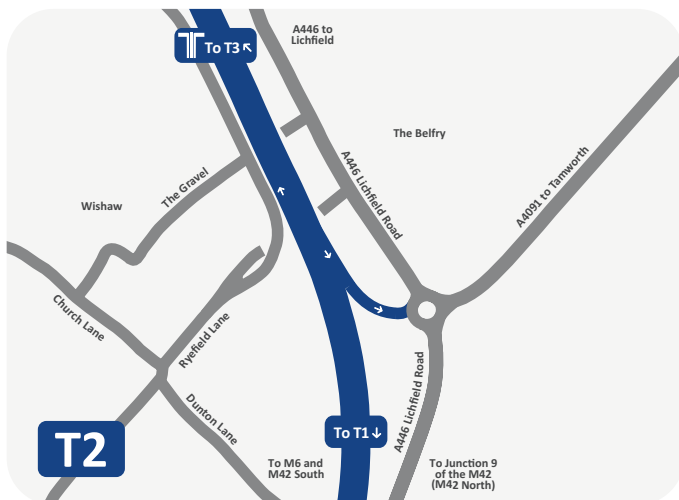 A446 to
Lichfield
To T3
The Belfry
A446 Lichfield Road
A4091 to Tamworth
The Gravel
Wishaw
Church Lane
Ryefield Lane
A446 Lichfield Road
Dunton Lane
To T1
T2
To M6 and
M42 South
To Junction 9
of the M42
(M42 North)